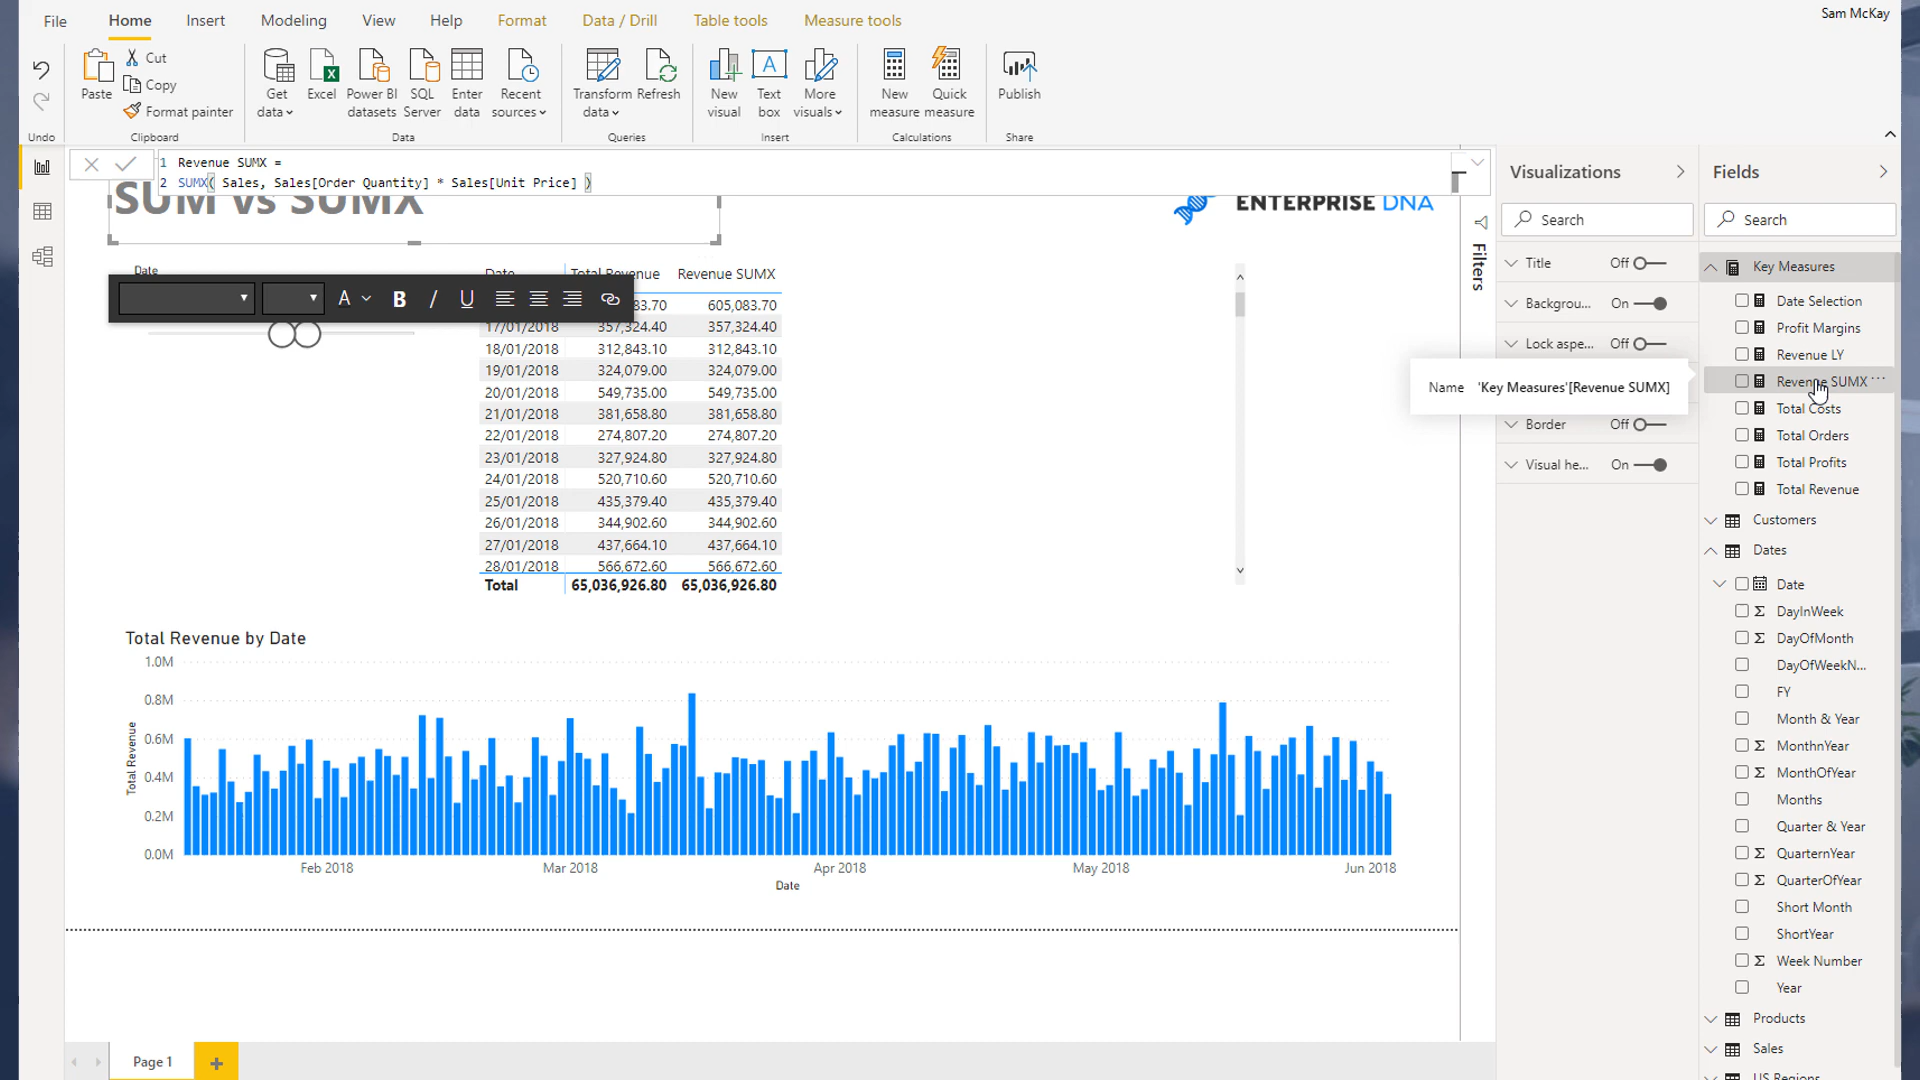 Sam McKay
File Home Insert Modeling View Help Format Data / Drill Table tools Measure tools
Cut
Copy
Format painter
Paste
Get data
Excel
Power BI datasets
SQL Server
Enter data
Recent sources
Transform data
Refresh
New visual
Text box
More visuals
New measure
Quick measure
Publish
Undo Clipboard Data Queries Insert Calculations Share
1 Revenue SUMX =
2 SUMX( Sales, Sales[Order Quantity] * Sales[Unit Price] )
SUM vs SUMX
ENTERPRISE DNA
Date
A B / U
Date Total Revenue Revenue SUMX
83.70 605,083.70
17/01/2018 357,324.40 357,324.40
18/01/2018 312,843.10 312,843.10
19/01/2018 324,079.00 324,079.00
20/01/2018 549,735.00 549,735.00
21/01/2018 381,658.80 381,658.80
22/01/2018 274,807.20 274,807.20
23/01/2018 327,924.80 327,924.80
24/01/2018 520,710.60 520,710.60
25/01/2018 435,379.40 435,379.40
26/01/2018 344,902.60 344,902.60
27/01/2018 437,664.10 437,664.10
28/01/2018 566,672.60 566,672.60
Total 65,036,926.80 65,036,926.80
Total Revenue by Date
Total Revenue
1.0M
0.8M
0.6M
0.4M
0.2M
0.0M
Feb 2018 Mar 2018 Apr 2018 May 2018 Jun 2018
Date
Page 1
Filters
Visualizations
Search
Title Off
Backgrou... On
Lock aspe... Off
Name 'Key Measures'[Revenue SUMX]
Border Off
Visual he... On
Fields
Search
Key Measures
Date Selection
Profit Margins
Revenue LY
Revenue SUMX ...
Total Costs
Total Orders
Total Profits
Total Revenue
Customers
Dates
Date
DayInWeek
DayOfMonth
DayOfWeekN...
FY
Month & Year
MonthnYear
MonthOfYear
Months
Quarter & Year
QuarternYear
QuarterOfYear
Short Month
ShortYear
Week Number
Year
Products
Sales
US Regions